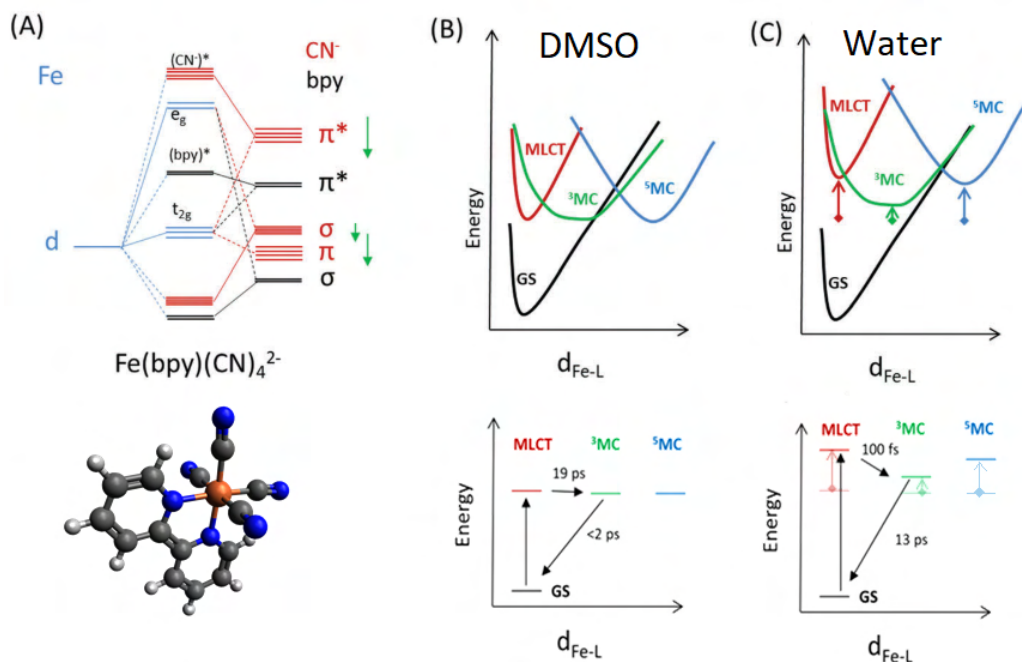 (A)
Fe
d
(CN⁻)*
e_g
(bpy)*
t_2g
CN⁻
bpy
π*
π*
σ
π
σ
Fe(bpy)(CN)₄²⁻
(B)
DMSO
Energy
MLCT
³MC
⁵MC
GS
d_Fe-L
Energy
MLCT
³MC
⁵MC
19 ps
<2 ps
GS
d_Fe-L
(C)
Water
Energy
MLCT
³MC
⁵MC
GS
d_Fe-L
Energy
MLCT
³MC
⁵MC
100 fs
13 ps
GS
d_Fe-L